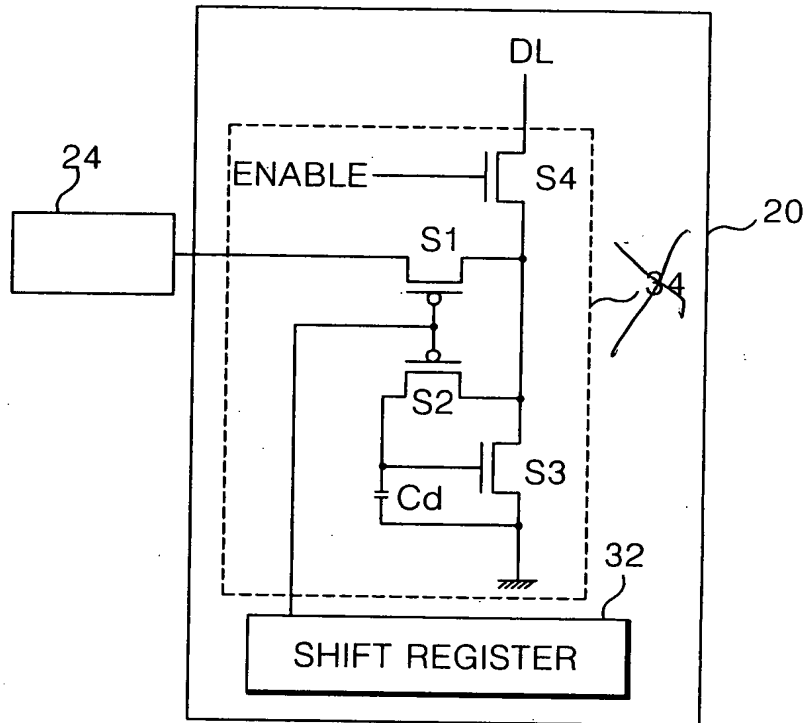 DL
24
ENABLE
S4
20
S1
34
S2
S3
Cd
32
SHIFT REGISTER